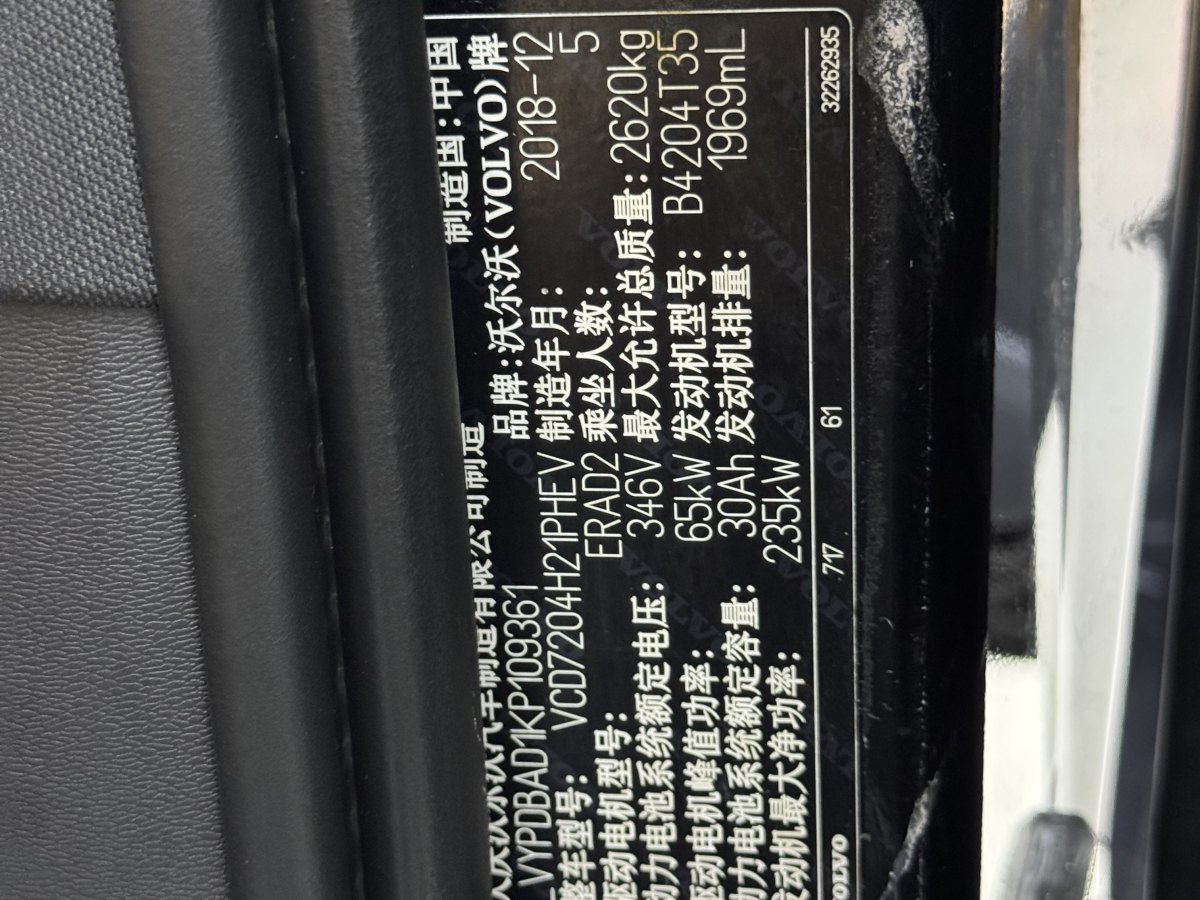 沃尔沃汽车制造有限公司制造 制造国:中国
VYPDBAD1KP109361 品牌:沃尔沃(VOLVO)牌
整车型号: VCD7204H21PHEV 制造年月: 2018-12
驱动电机型号: ERAD2 乘坐人数: 5
动力电池系统额定电压: 346V 最大允许总质量:2620kg
驱动电机峰值功率: 65kW 发动机型号: B4204T35
动力电池系统额定容量: 30Ah 发动机排量: 1969mL
发动机最大净功率: 235kW
VOLVO 717 61 32262935